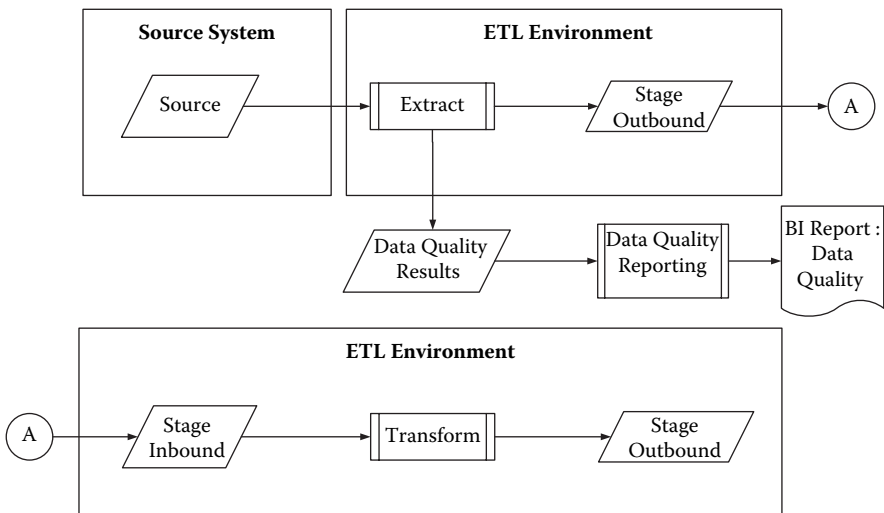 Source System
ETL Environment
Source
Extract
Stage
Outbound
A
Data Quality
Results
Data Quality
Reporting
BI Report :
Data
Quality
ETL Environment
A
Stage
Inbound
Transform
Stage
Outbound